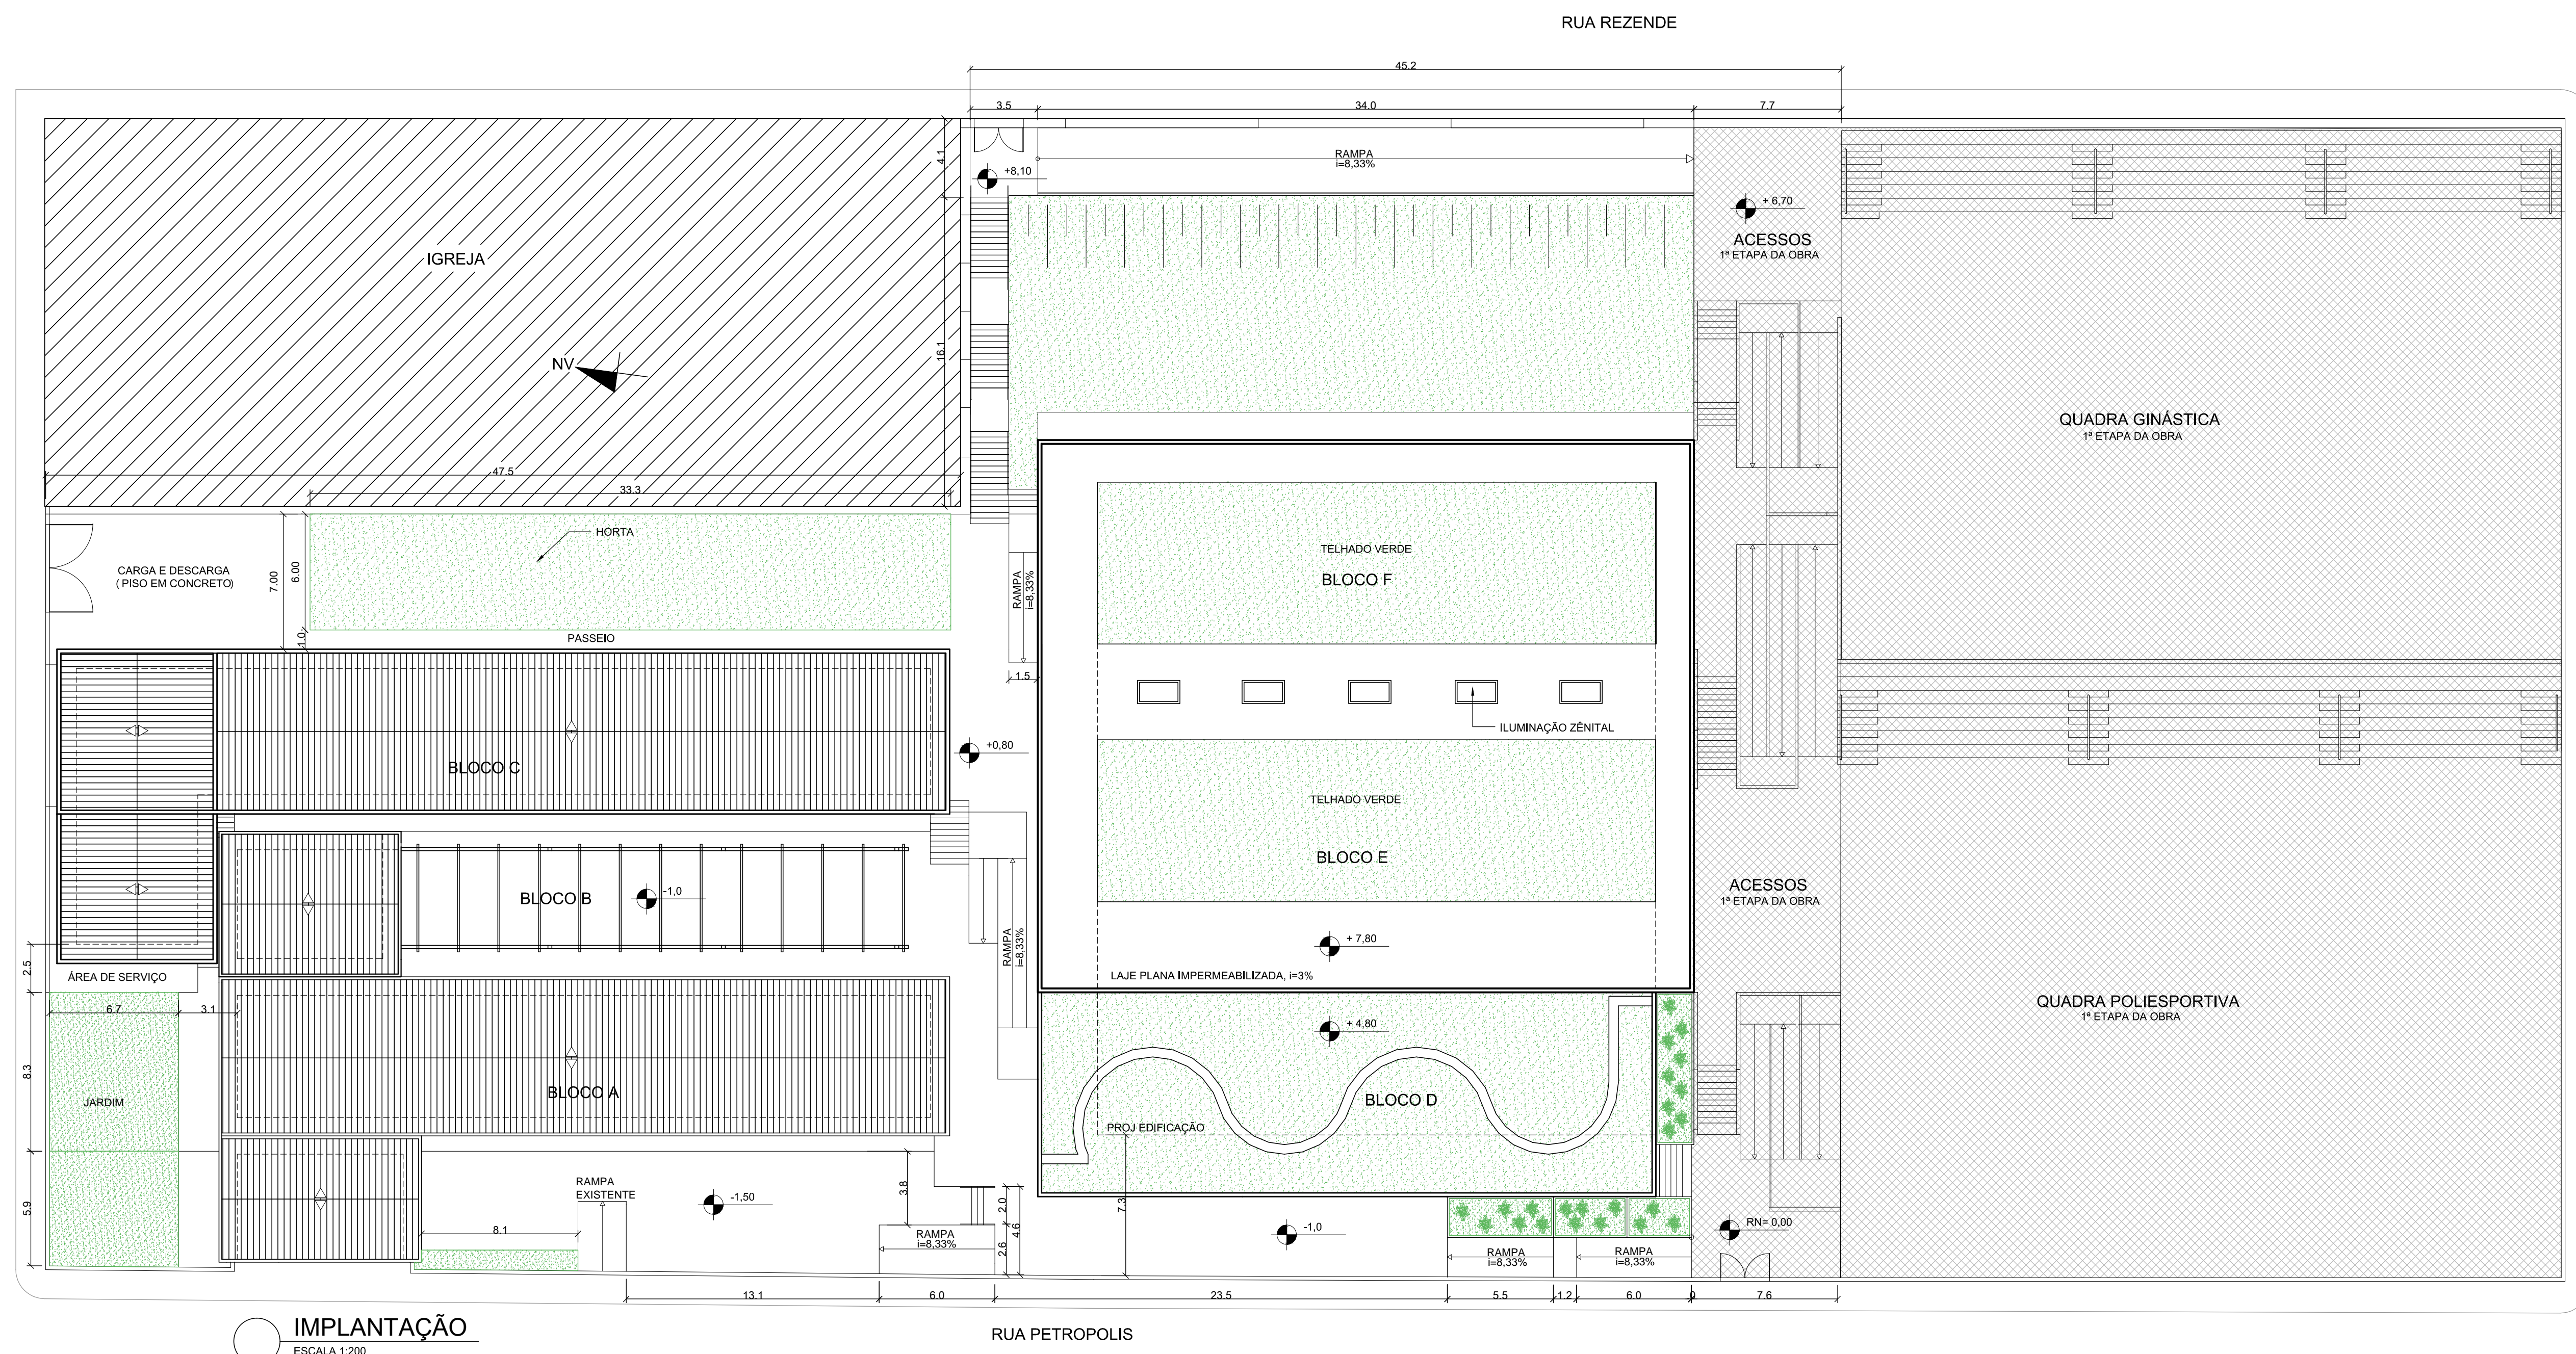 RUA REZENDE
45.2
3.5
34.0
7.7
4.1
RAMPA
i=8,33%
+8,10
+ 6,70
ACESSOS
1ª ETAPA DA OBRA
IGREJA
NV
16.1
QUADRA GINÁSTICA
1ª ETAPA DA OBRA
47.5
33.3
HORTA
CARGA E DESCARGA
( PISO EM CONCRETO)
7.00
6.00
1.0
PASSEIO
RAMPA
i=8,33%
1.5
TELHADO VERDE
BLOCO F
ILUMINAÇÃO ZÊNITAL
+0,80
BLOCO C
TELHADO VERDE
BLOCO E
BLOCO B
-1,0
ACESSOS
1ª ETAPA DA OBRA
RAMPA
i=8,33%
+ 7,80
LAJE PLANA IMPERMEABILIZADA, i=3%
2.5
ÁREA DE SERVIÇO
6.7
3.1
QUADRA POLIESPORTIVA
1ª ETAPA DA OBRA
+ 4,80
8.3
JARDIM
BLOCO A
BLOCO D
PROJ EDIFICAÇÃO
5.9
RAMPA
EXISTENTE
-1,50
3.8
2.0
4.6
2.6
7.3
8.1
RAMPA
i=8,33%
-1,0
RN= 0,00
RAMPA
i=8,33%
RAMPA
i=8,33%
13.1
6.0
23.5
5.5
1.2
6.0
7.6
IMPLANTAÇÃO
ESCALA 1:200
RUA PETROPOLIS